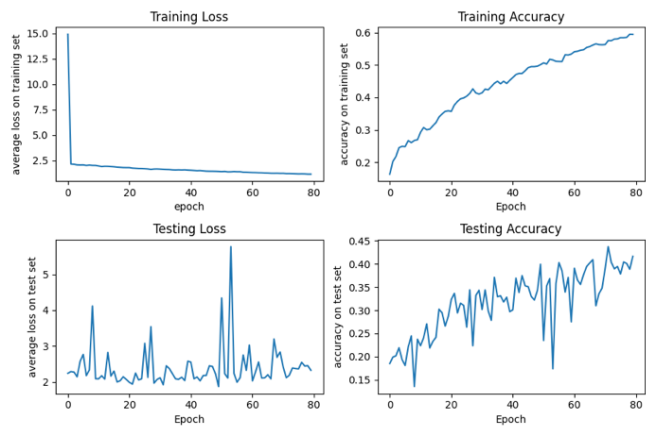 Training Loss
average loss on training set
15.0
12.5
10.0
7.5
5.0
2.5
0 20 40 60 80
epoch
Training Accuracy
accuracy on training set
0.6
0.5
0.4
0.3
0.2
0 20 40 60 80
Epoch
Testing Loss
average loss on test set
5
4
3
2
0 20 40 60 80
Epoch
Testing Accuracy
accuracy on test set
0.45
0.40
0.35
0.30
0.25
0.20
0.15
0 20 40 60 80
Epoch